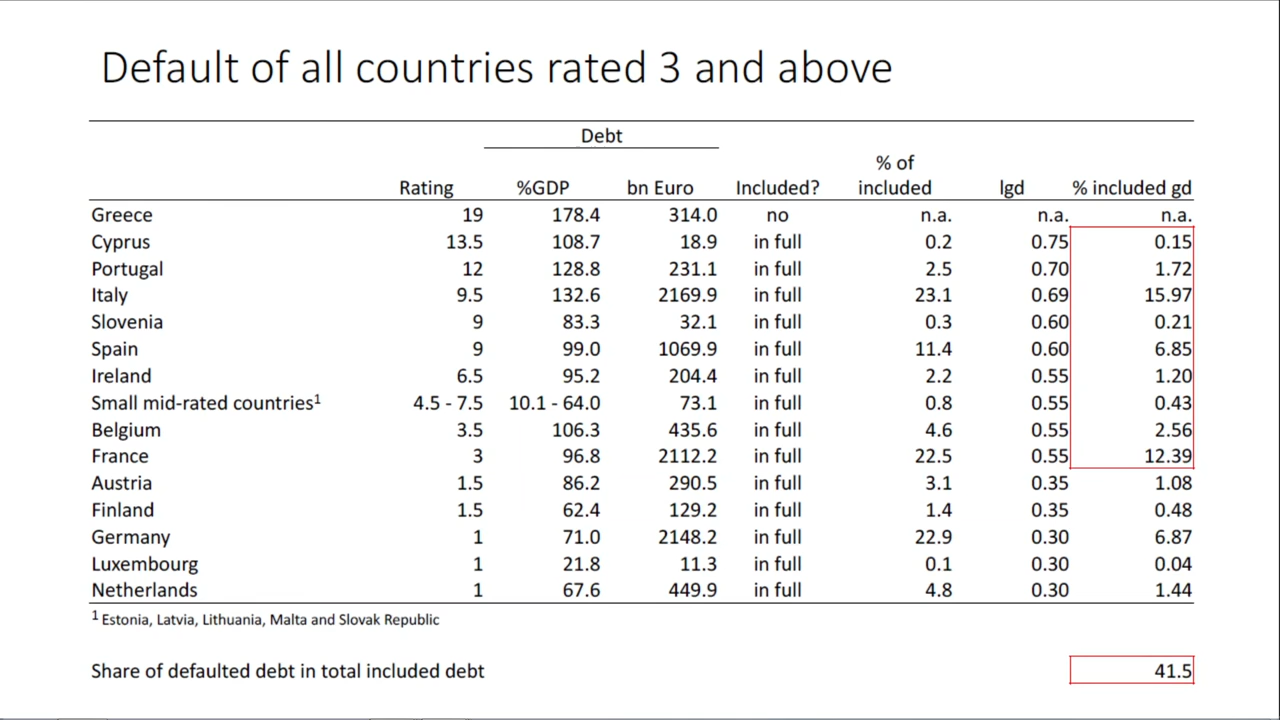 Default of all countries rated 3 and above
Debt
% of
Rating %GDP bn Euro Included? included lgd % included gd
Greece 19 178.4 314.0 no n.a. n.a. n.a.
Cyprus 13.5 108.7 18.9 in full 0.2 0.75 0.15
Portugal 12 128.8 231.1 in full 2.5 0.70 1.72
Italy 9.5 132.6 2169.9 in full 23.1 0.69 15.97
Slovenia 9 83.3 32.1 in full 0.3 0.60 0.21
Spain 9 99.0 1069.9 in full 11.4 0.60 6.85
Ireland 6.5 95.2 204.4 in full 2.2 0.55 1.20
Small mid-rated countries¹ 4.5 - 7.5 10.1 - 64.0 73.1 in full 0.8 0.55 0.43
Belgium 3.5 106.3 435.6 in full 4.6 0.55 2.56
France 3 96.8 2112.2 in full 22.5 0.55 12.39
Austria 1.5 86.2 290.5 in full 3.1 0.35 1.08
Finland 1.5 62.4 129.2 in full 1.4 0.35 0.48
Germany 1 71.0 2148.2 in full 22.9 0.30 6.87
Luxembourg 1 21.8 11.3 in full 0.1 0.30 0.04
Netherlands 1 67.6 449.9 in full 4.8 0.30 1.44
¹ Estonia, Latvia, Lithuania, Malta and Slovak Republic
Share of defaulted debt in total included debt 41.5